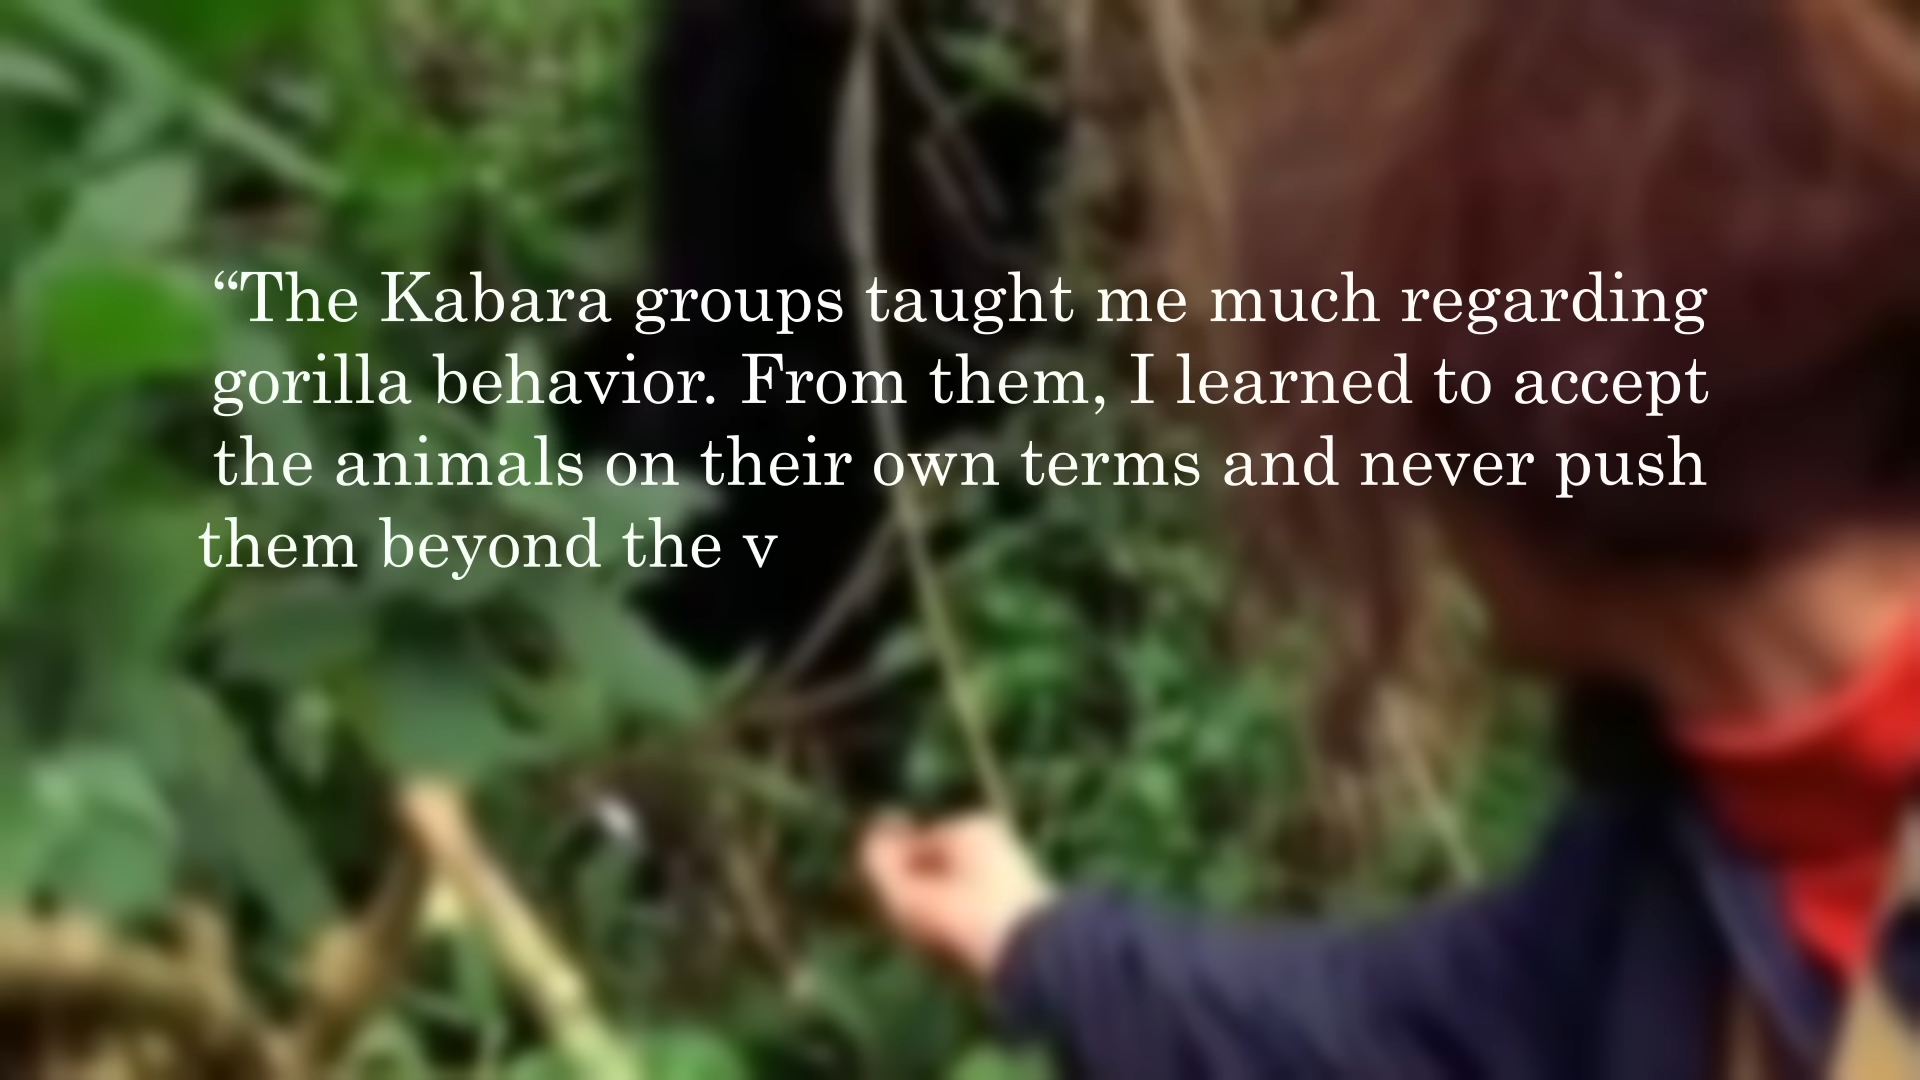 “The Kabara groups taught me much regarding
gorilla behavior. From them, I learned to accept
the animals on their own terms and never push
them beyond the v